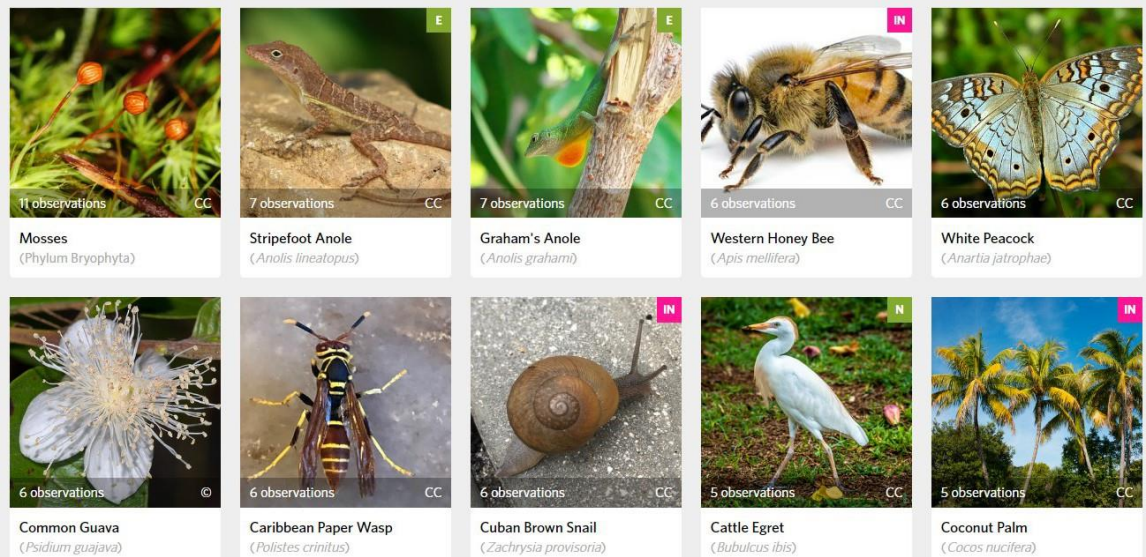 E
E
IN
11 observations CC
7 observations CC
7 observations CC
6 observations CC
6 observations CC
Mosses
(Phylum Bryophyta)
Stripefoot Anole
(Anolis lineatopus)
Graham's Anole
(Anolis grahami)
Western Honey Bee
(Apis mellifera)
White Peacock
(Anartia jatrophae)
IN
N
IN
6 observations ©
6 observations CC
6 observations CC
5 observations CC
5 observations CC
Common Guava
(Psidium guajava)
Caribbean Paper Wasp
(Polistes crinitus)
Cuban Brown Snail
(Zachrysia provisoria)
Cattle Egret
(Bubulcus ibis)
Coconut Palm
(Cocos nucifera)